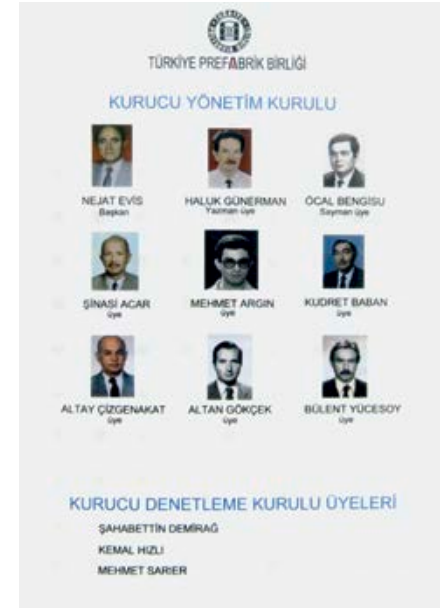 TÜRKİYE PREFABRİK BİRLİĞİ
KURUCU YÖNETİM KURULU
NEJAT EVİS HALUK GÜNERMAN ÖCAL BENGİSU
Başkan Yazman üye Sayman üye
ŞİNASİ ACAR MEHMET ARGIN KUDRET BABAN
üye üye üye
ALTAY ÇİZGENAKAT ALTAN GÖKÇEK BÜLENT YÜCESOY
üye üye üye
KURUCU DENETLEME KURULU ÜYELERİ
ŞAHABETTİN DEMİRAĞ
KEMAL HIZLI
MEHMET SARIER